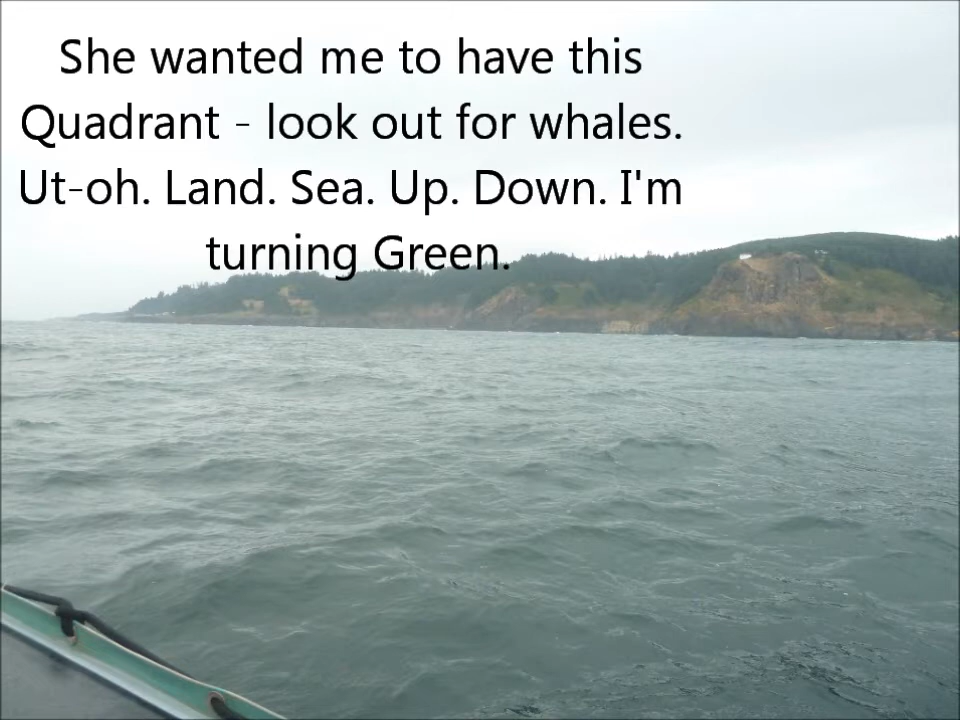 She wanted me to have this
Quadrant - look out for whales.
Ut-oh. Land. Sea. Up. Down. I'm
turning Green.